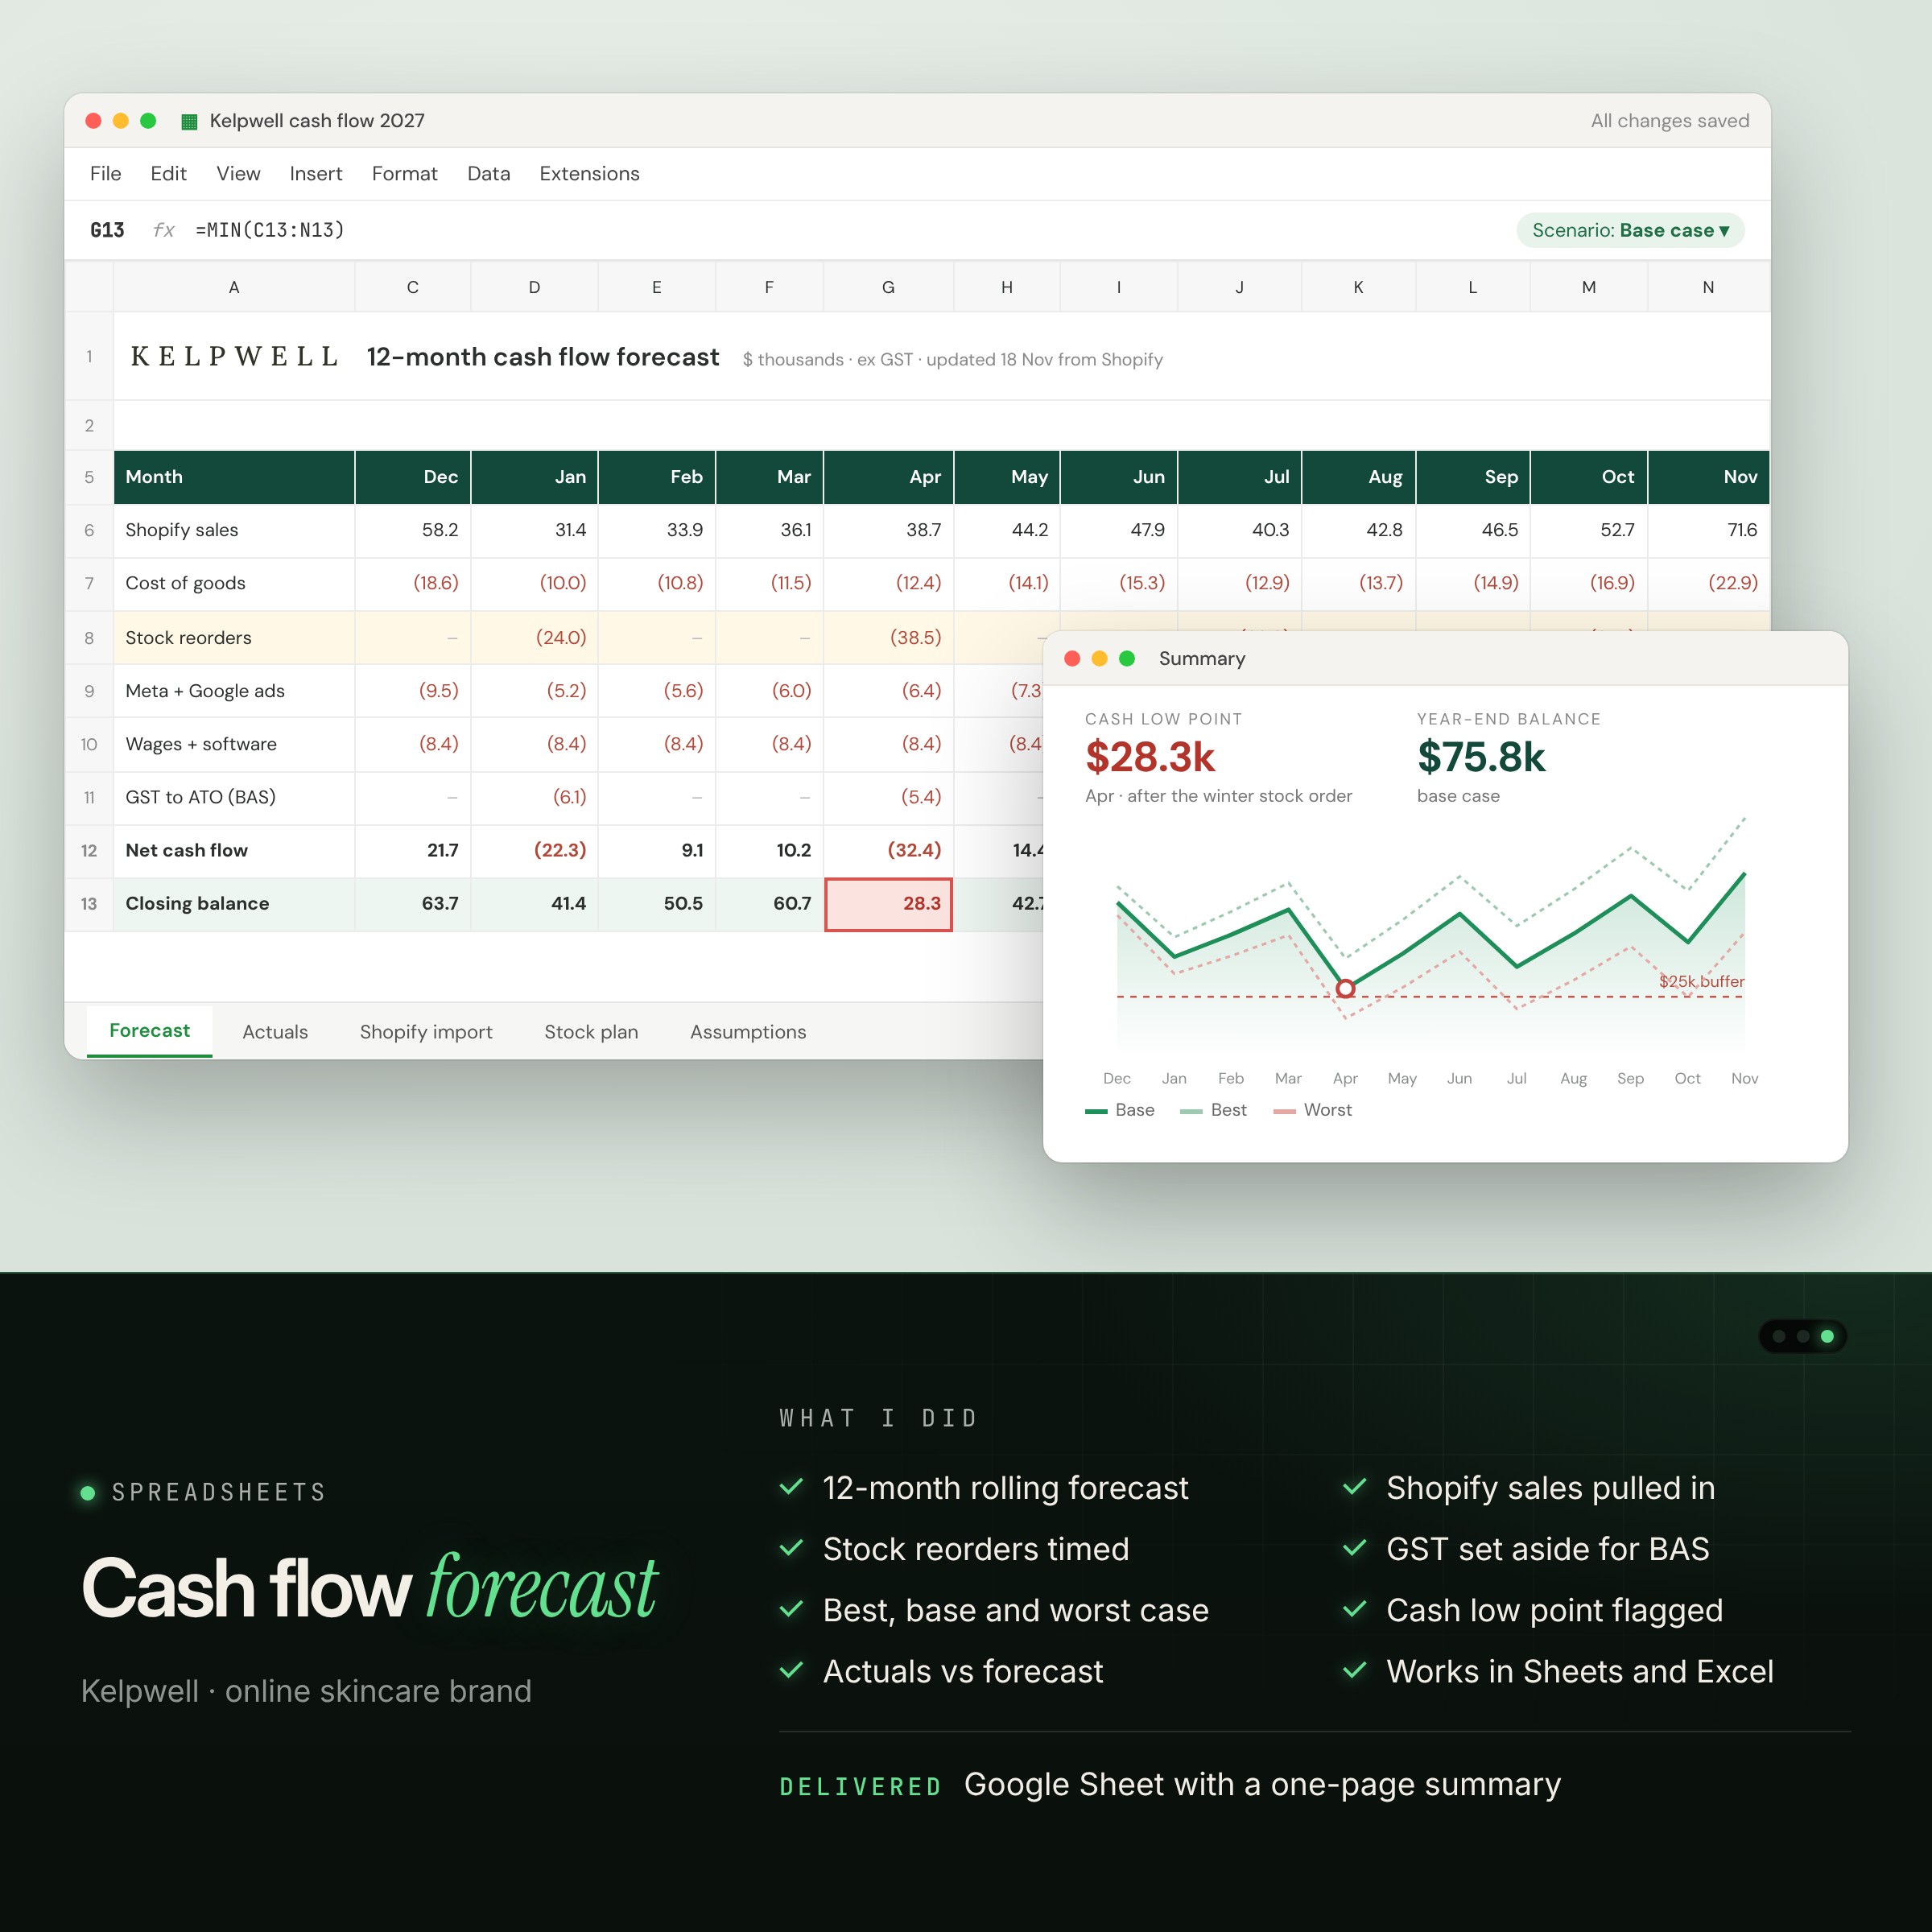 Kelpwell cash flow 2027 All changes saved
File Edit View Insert Format Data Extensions
G13 fx =MIN(C13:N13) Scenario: Base case ▾
A C D E F G H I J K L M N
1 KELPWELL 12-month cash flow forecast $ thousands · ex GST · updated 18 Nov from Shopify
2
5 Month Dec Jan Feb Mar Apr May Jun Jul Aug Sep Oct Nov
6 Shopify sales 58.2 31.4 33.9 36.1 38.7 44.2 47.9 40.3 42.8 46.5 52.7 71.6
7 Cost of goods (18.6) (10.0) (10.8) (11.5) (12.4) (14.1) (15.3) (12.9) (13.7) (14.9) (16.9) (22.9)
8 Stock reorders – (24.0) – – (38.5) –
9 Meta + Google ads (9.5) (5.2) (5.6) (6.0) (6.4) (7.3
10 Wages + software (8.4) (8.4) (8.4) (8.4) (8.4) (8.4
11 GST to ATO (BAS) – (6.1) – – (5.4) –
12 Net cash flow 21.7 (22.3) 9.1 10.2 (32.4) 14.4
13 Closing balance 63.7 41.4 50.5 60.7 28.3 42.7
Forecast Actuals Shopify import Stock plan Assumptions
Summary
CASH LOW POINT YEAR-END BALANCE
$28.3k $75.8k
Apr · after the winter stock order base case
$25k buffer
Dec Jan Feb Mar Apr May Jun Jul Aug Sep Oct Nov
Base Best Worst
SPREADSHEETS
Cash flow forecast
Kelpwell · online skincare brand
WHAT I DID
12-month rolling forecast
Shopify sales pulled in
Stock reorders timed
GST set aside for BAS
Best, base and worst case
Cash low point flagged
Actuals vs forecast
Works in Sheets and Excel
DELIVERED Google Sheet with a one-page summary